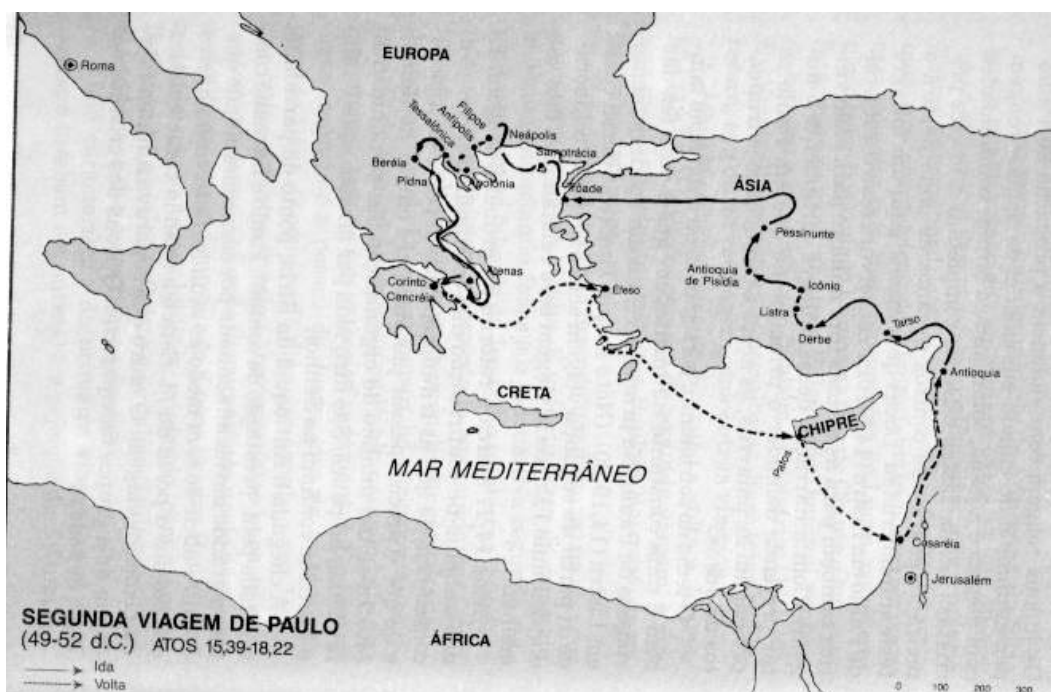 EUROPA
Roma
Filipos
Anfípolis
Tessalônica
Neápolis
Samotrácia
Beréia
Pidna
Apolônia
Trôade
ÁSIA
Pessinunte
Antioquia
de Pisídia
Icônio
Listra
Derbe
Tarso
Antioquia
Atenas
Corinto
Cencréia
Éfeso
CRETA
CHIPRE
Pafos
MAR MEDITERRÂNEO
Cesaréia
Jerusalém
SEGUNDA VIAGEM DE PAULO
(49-52 d.C.) ATOS 15,39-18,22
ÁFRICA
Ida
Volta
0 100 200 300